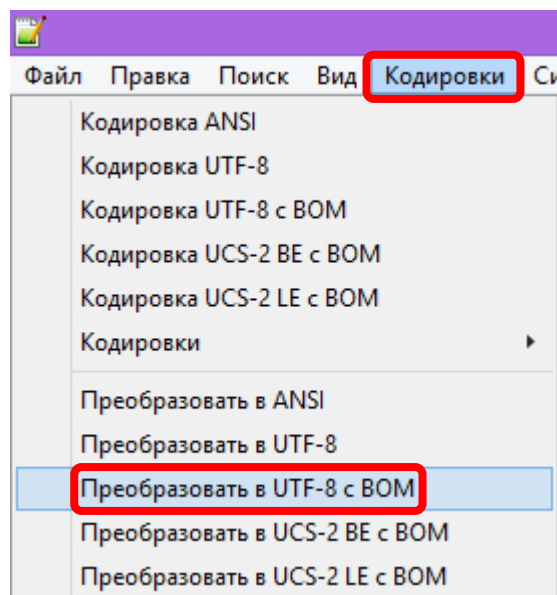 Файл Правка Поиск Вид Кодировки
Кодировка ANSI
Кодировка UTF-8
Кодировка UTF-8 с BOM
Кодировка UCS-2 BE с BOM
Кодировка UCS-2 LE с BOM
Кодировки
Преобразовать в ANSI
Преобразовать в UTF-8
Преобразовать в UTF-8 с BOM
Преобразовать в UCS-2 BE с BOM
Преобразовать в UCS-2 LE с BOM